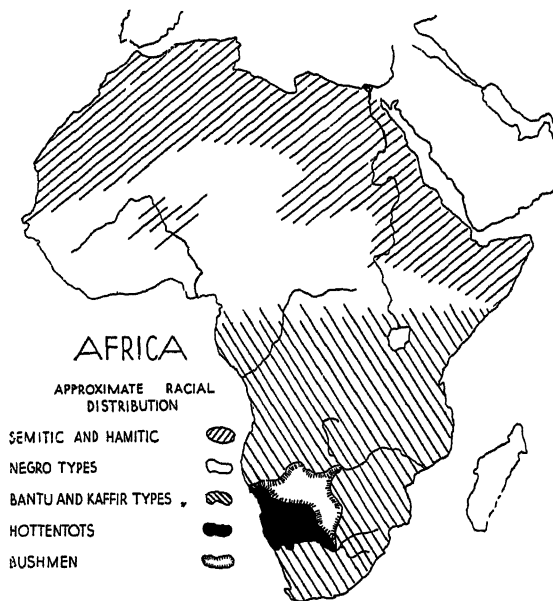 AFRICA
APPROXIMATE RACIAL
DISTRIBUTION
SEMITIC AND HAMITIC
NEGRO TYPES
BANTU AND KAFFIR TYPES .
HOTTENTOTS
BUSHMEN